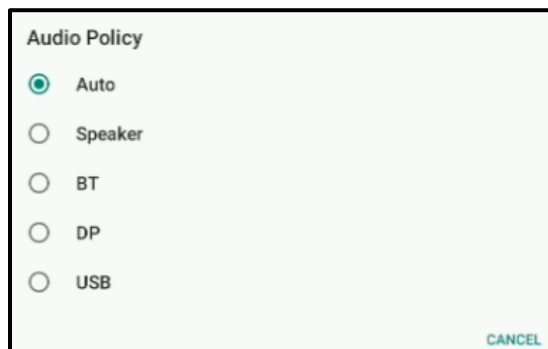 Audio Policy
Auto
Speaker
BT
DP
USB
CANCEL